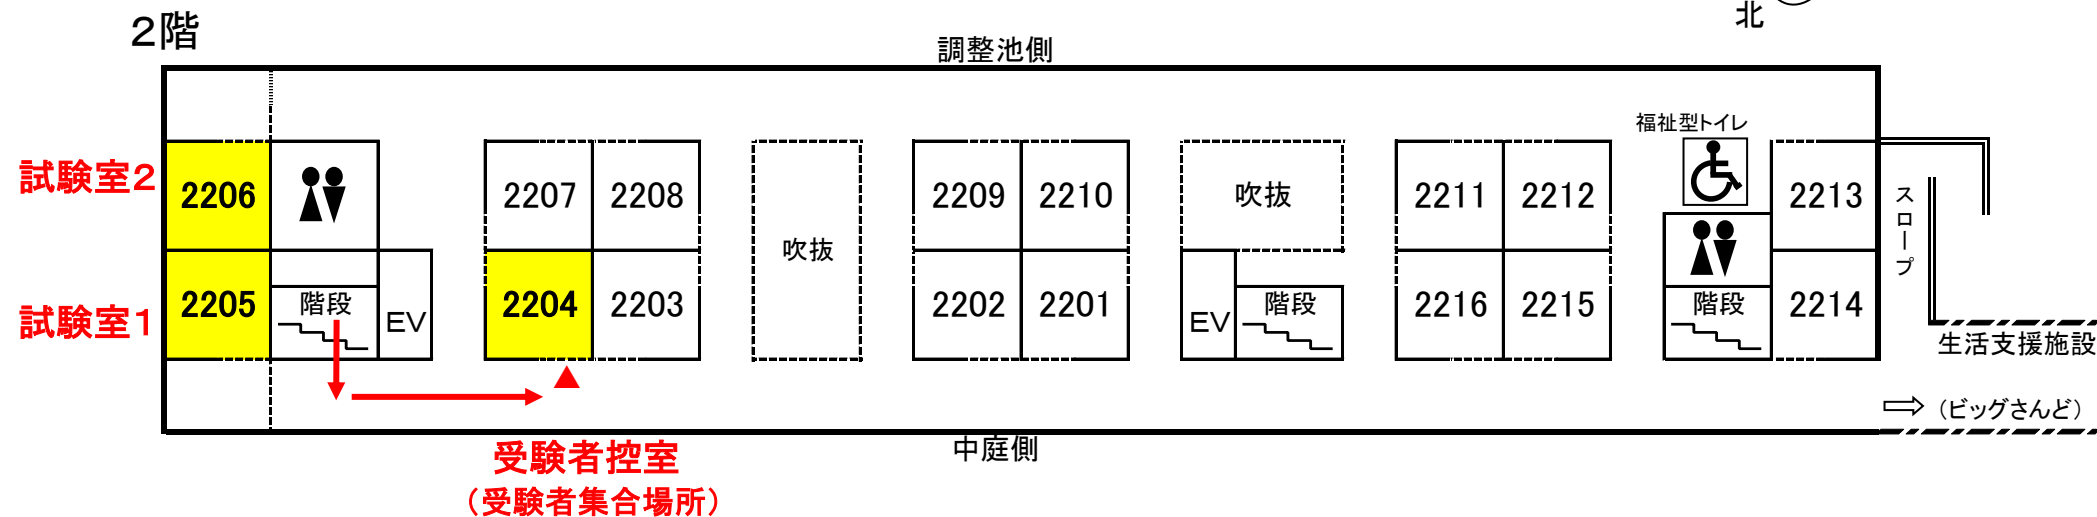 北
2階
調整池側
福祉型トイレ
試験室2
2206
2207
2208
吹抜
2209
2210
吹抜
2211
2212
2213
スロープ
試験室1
2205
階段
EV
2204
2203
2202
2201
EV
階段
2216
2215
階段
2214
生活支援施設
⇨ (ビッグさんど)
受験者控室
(受験者集合場所)
中庭側